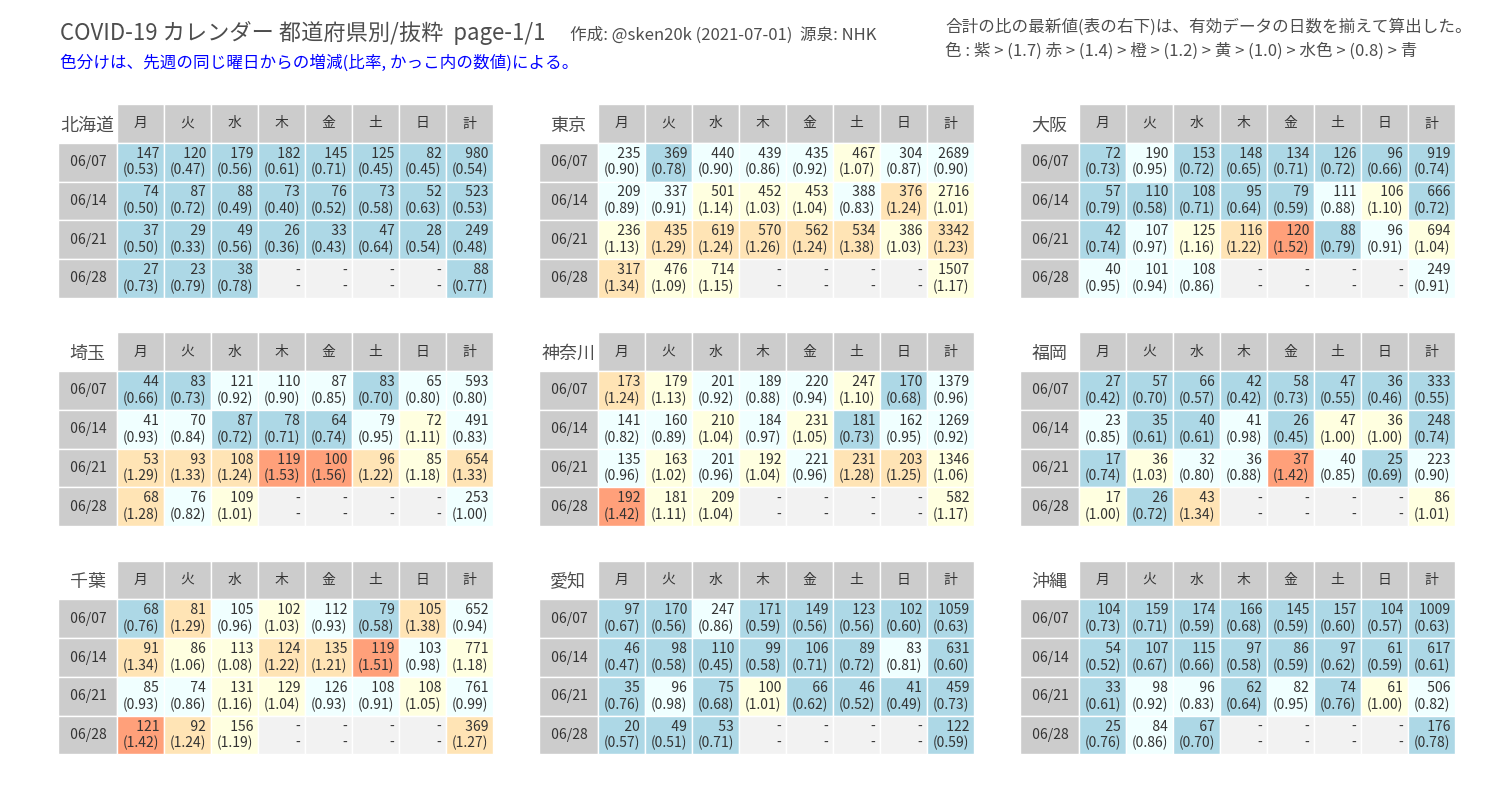 COVID-19 カレンダー 都道府県別/抜粋 page-1/1 作成: @sken20k (2021-07-01) 源泉: NHK
色分けは、先週の同じ曜日からの増減(比率, かっこ内の数値)による。
合計の比の最新値(表の右下)は、有効データの日数を揃えて算出した。
色 : 紫 > (1.7) 赤 > (1.4) > 橙 > (1.2) > 黄 > (1.0) > 水色 > (0.8) > 青
北海道 月 火 水 木 金 土 日 計
06/07 147 120 179 182 145 125 82 980
(0.53) (0.47) (0.56) (0.61) (0.71) (0.45) (0.45) (0.54)
06/14 74 87 88 73 76 73 52 523
(0.50) (0.72) (0.49) (0.40) (0.52) (0.58) (0.63) (0.53)
06/21 37 29 49 26 33 47 28 249
(0.50) (0.33) (0.56) (0.36) (0.43) (0.64) (0.54) (0.48)
06/28 27 23 38 - - - - 88
(0.73) (0.79) (0.78) - - - - (0.77)
東京 月 火 水 木 金 土 日 計
06/07 235 369 440 439 435 467 304 2689
(0.90) (0.78) (0.90) (0.86) (0.92) (1.07) (0.87) (0.90)
06/14 209 337 501 452 453 388 376 2716
(0.89) (0.91) (1.14) (1.03) (1.04) (0.83) (1.24) (1.01)
06/21 236 435 619 570 562 534 386 3342
(1.13) (1.29) (1.24) (1.26) (1.24) (1.38) (1.03) (1.23)
06/28 317 476 714 - - - - 1507
(1.34) (1.09) (1.15) - - - - (1.17)
大阪 月 火 水 木 金 土 日 計
06/07 72 190 153 148 134 126 96 919
(0.73) (0.95) (0.72) (0.65) (0.71) (0.72) (0.66) (0.74)
06/14 57 110 108 95 79 111 106 666
(0.79) (0.58) (0.71) (0.64) (0.59) (0.88) (1.10) (0.72)
06/21 42 107 125 116 120 88 96 694
(0.74) (0.97) (1.16) (1.22) (1.52) (0.79) (0.91) (1.04)
06/28 40 101 108 - - - - 249
(0.95) (0.94) (0.86) - - - - (0.91)
埼玉 月 火 水 木 金 土 日 計
06/07 44 83 121 110 87 83 65 593
(0.66) (0.73) (0.92) (0.90) (0.85) (0.70) (0.80) (0.80)
06/14 41 70 87 78 64 79 72 491
(0.93) (0.84) (0.72) (0.71) (0.74) (0.95) (1.11) (0.83)
06/21 53 93 108 119 100 96 85 654
(1.29) (1.33) (1.24) (1.53) (1.56) (1.22) (1.18) (1.33)
06/28 68 76 109 - - - - 253
(1.28) (0.82) (1.01) - - - - (1.00)
神奈川 月 火 水 木 金 土 日 計
06/07 173 179 201 189 220 247 170 1379
(1.24) (1.13) (0.92) (0.88) (0.94) (1.10) (0.68) (0.96)
06/14 141 160 210 184 231 181 162 1269
(0.82) (0.89) (1.04) (0.97) (1.05) (0.73) (0.95) (0.92)
06/21 135 163 201 192 221 231 203 1346
(0.96) (1.02) (0.96) (1.04) (0.96) (1.28) (1.25) (1.06)
06/28 192 181 209 - - - - 582
(1.42) (1.11) (1.04) - - - - (1.17)
福岡 月 火 水 木 金 土 日 計
06/07 27 57 66 42 58 47 36 333
(0.42) (0.70) (0.57) (0.42) (0.73) (0.55) (0.46) (0.55)
06/14 23 35 40 41 26 47 36 248
(0.85) (0.61) (0.61) (0.98) (0.45) (1.00) (1.00) (0.74)
06/21 17 36 32 36 37 40 25 223
(0.74) (1.03) (0.80) (0.88) (1.42) (0.85) (0.69) (0.90)
06/28 17 26 43 - - - - 86
(1.00) (0.72) (1.34) - - - - (1.01)
千葉 月 火 水 木 金 土 日 計
06/07 68 81 105 102 112 79 105 652
(0.76) (1.29) (0.96) (1.03) (0.93) (0.58) (1.38) (0.94)
06/14 91 86 113 124 135 119 103 771
(1.34) (1.06) (1.08) (1.22) (1.21) (1.51) (0.98) (1.18)
06/21 85 74 131 129 126 108 108 761
(0.93) (0.86) (1.16) (1.04) (0.93) (0.91) (1.05) (0.99)
06/28 121 92 156 - - - - 369
(1.42) (1.24) (1.19) - - - - (1.27)
愛知 月 火 水 木 金 土 日 計
06/07 97 170 247 171 149 123 102 1059
(0.67) (0.56) (0.86) (0.59) (0.56) (0.56) (0.60) (0.63)
06/14 46 98 110 99 106 89 83 631
(0.47) (0.58) (0.45) (0.58) (0.71) (0.72) (0.81) (0.60)
06/21 35 96 75 100 66 46 41 459
(0.76) (0.98) (0.68) (1.01) (0.62) (0.52) (0.49) (0.73)
06/28 20 49 53 - - - - 122
(0.57) (0.51) (0.71) - - - - (0.59)
沖縄 月 火 水 木 金 土 日 計
06/07 104 159 174 166 145 157 104 1009
(0.73) (0.71) (0.59) (0.68) (0.59) (0.60) (0.57) (0.63)
06/14 54 107 115 97 86 97 61 617
(0.52) (0.67) (0.66) (0.58) (0.59) (0.62) (0.59) (0.61)
06/21 33 98 96 62 82 74 61 506
(0.61) (0.92) (0.83) (0.64) (0.95) (0.76) (1.00) (0.82)
06/28 25 84 67 - - - - 176
(0.76) (0.86) (0.70) - - - - (0.78)